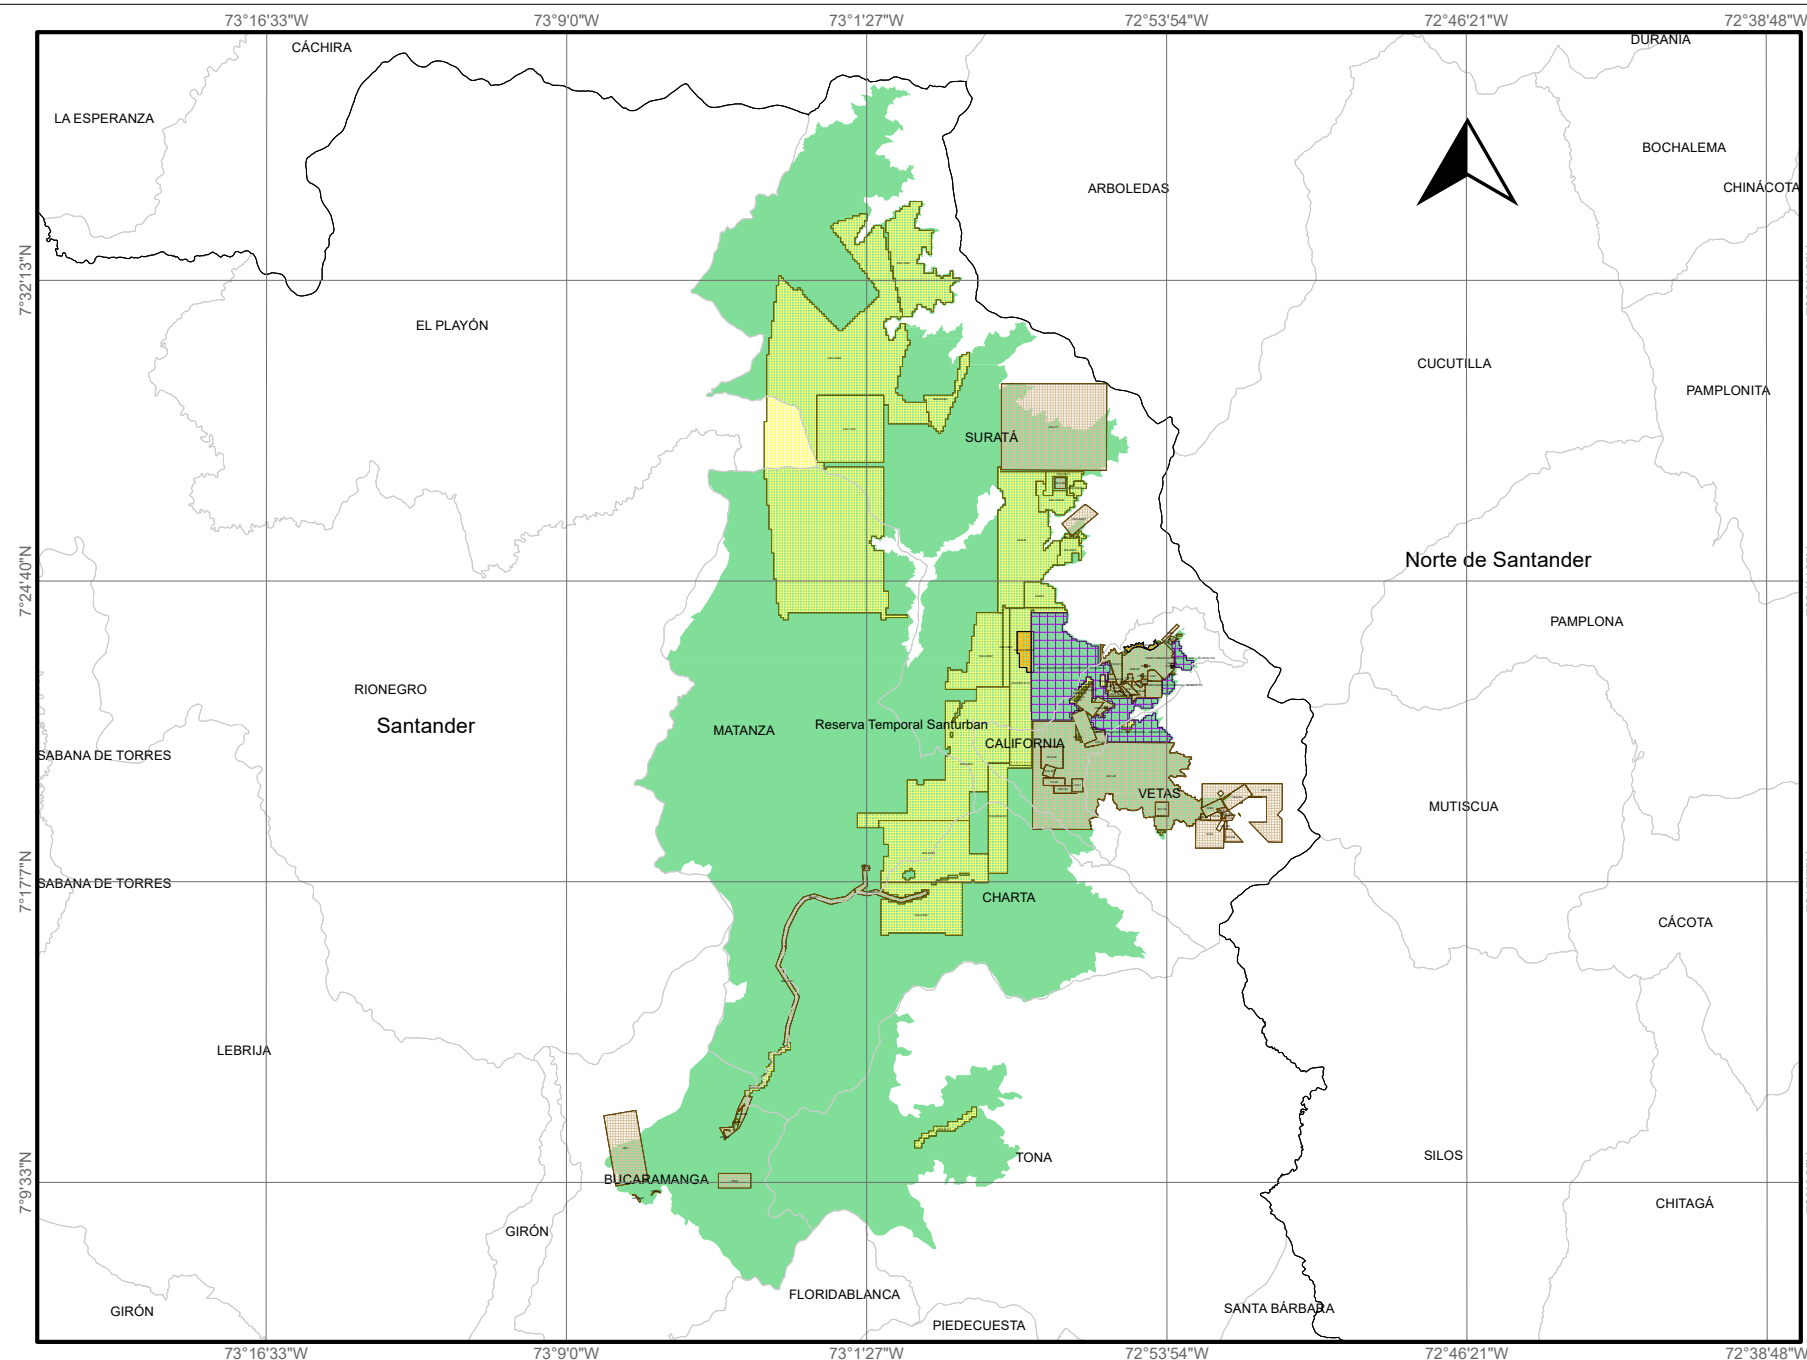 73°16'33"W
73°9'0"W
73°1'27"W
72°53'54"W
72°46'21"W
72°38'48"W
CÁCHIRA
DURANIA
LA ESPERANZA
BOCHALEMA
ARBOLEDAS
CHINÁCOTA
7°32'13"N
EL PLAYÓN
CUCUTILLA
PAMPLONITA
SURATÁ
7°24'40"N
Norte de Santander
PAMPLONA
RIONEGRO
Santander
MATANZA
Reserva Temporal Santurban
CALIFORNIA
SABANA DE TORRES
VETAS
MUTISCUA
7°17'7"N
SABANA DE TORRES
CHARTA
CÁCOTA
LEBRIJA
TONA
SILOS
7°9'33"N
BUCARAMANGA
CHITAGÁ
GIRÓN
FLORIDABLANCA
GIRÓN
SANTA BÁRBARA
PIEDECUESTA
73°16'33"W
73°9'0"W
73°1'27"W
72°53'54"W
72°46'21"W
72°38'48"W